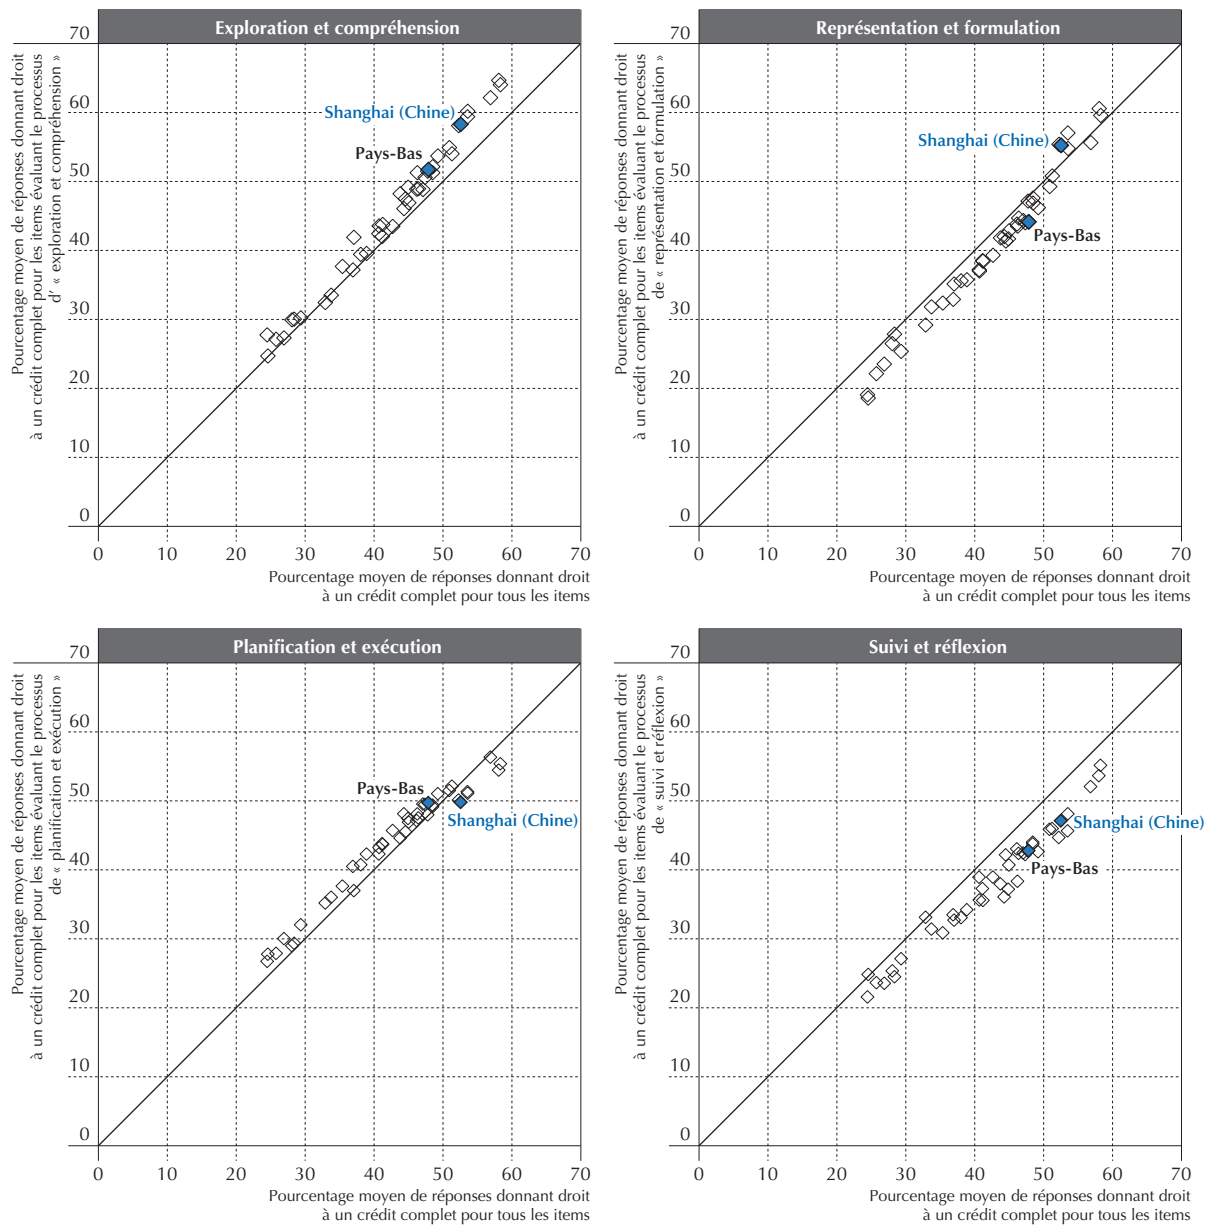 Exploration et compréhension
Pourcentage moyen de réponses donnant droit
à un crédit complet pour les items évaluant le processus
d' « exploration et compréhension »
70
60
50
40
30
20
10
0
Shanghai (Chine)
Pays-Bas
0 10 20 30 40 50 60 70
Pourcentage moyen de réponses donnant droit
à un crédit complet pour tous les items
Représentation et formulation
Pourcentage moyen de réponses donnant droit
à un crédit complet pour les items évaluant le processus
de « représentation et formulation »
70
60
50
40
30
20
10
0
Shanghai (Chine)
Pays-Bas
0 10 20 30 40 50 60 70
Pourcentage moyen de réponses donnant droit
à un crédit complet pour tous les items
Planification et exécution
Pourcentage moyen de réponses donnant droit
à un crédit complet pour les items évaluant le processus
de « planification et exécution »
70
60
50
40
30
20
10
0
Pays-Bas
Shanghai (Chine)
0 10 20 30 40 50 60 70
Pourcentage moyen de réponses donnant droit
à un crédit complet pour tous les items
Suivi et réflexion
Pourcentage moyen de réponses donnant droit
à un crédit complet pour les items évaluant le processus
de « suivi et réflexion »
70
60
50
40
30
20
10
0
Shanghai (Chine)
Pays-Bas
0 10 20 30 40 50 60 70
Pourcentage moyen de réponses donnant droit
à un crédit complet pour tous les items